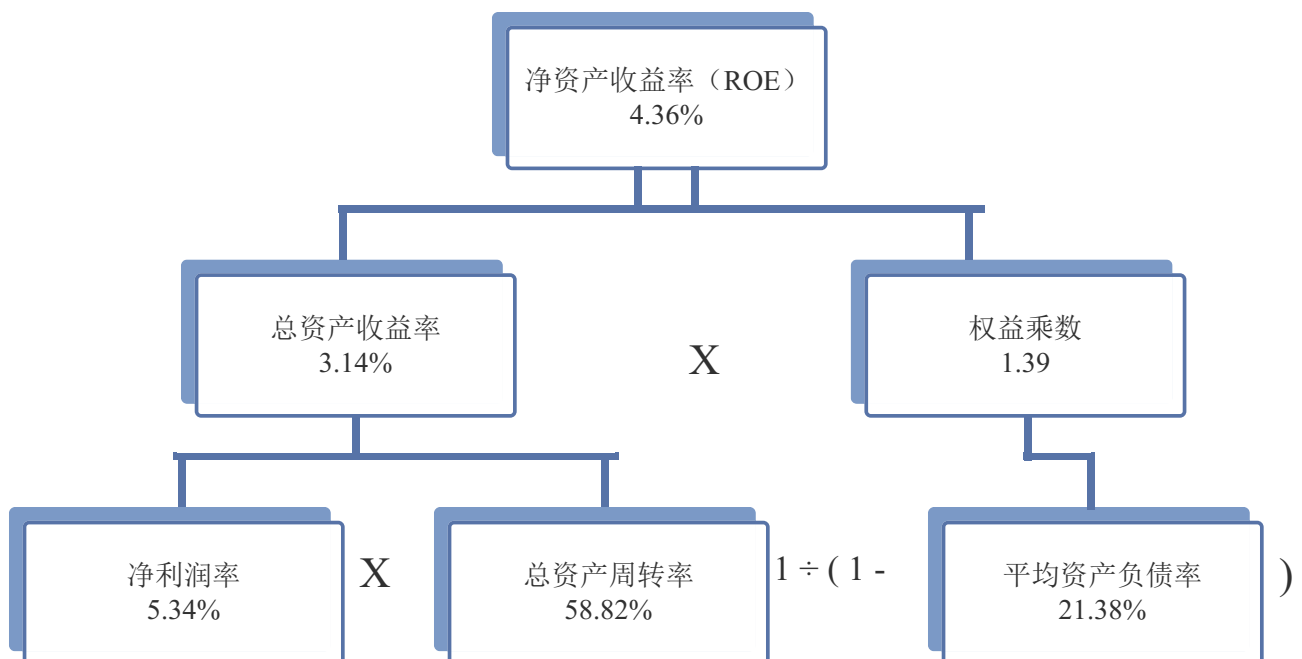 净资产收益率（ROE）
4.36%
总资产收益率
3.14%
X
权益乘数
1.39
净利润率
5.34%
X
总资产周转率
58.82%
1 ÷ ( 1 -
平均资产负债率
21.38%
)